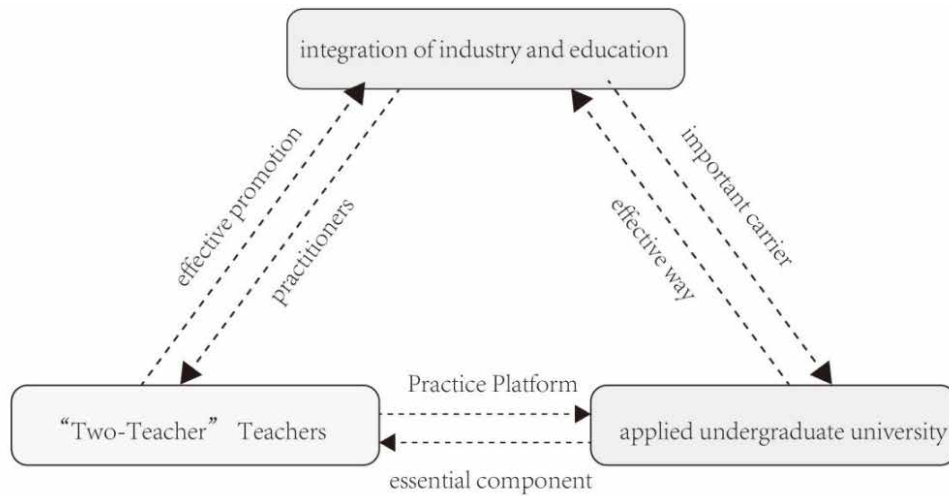 integration of industry and education
effective promotion
practitioners
effective way
important carrier
Practice Platform
“Two-Teacher” Teachers
applied undergraduate university
essential component